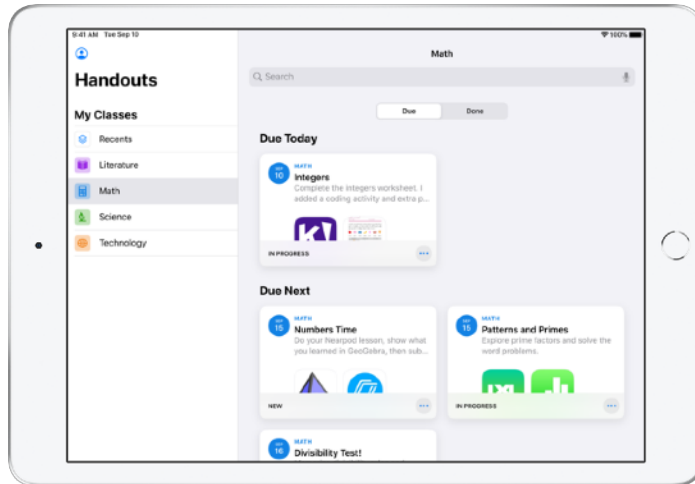 9:41 AM Tue Sep 10
100%
Handouts
My Classes
Recents
Literature
Math
Science
Technology
Math
Search
Due
Done
Due Today
SEP
10
MATH
Integers
Complete the integers worksheet. I
added a coding activity and extra p...
K!
IN PROGRESS
Due Next
SEP
15
MATH
Numbers Time
Do your Nearpod lesson, show what
you learned in GeoGebra, then sub...
NEW
SEP
15
MATH
Patterns and Primes
Explore prime factors and solve the
word problems.
IXL
IN PROGRESS
SEP
16
MATH
Divisibility Test!